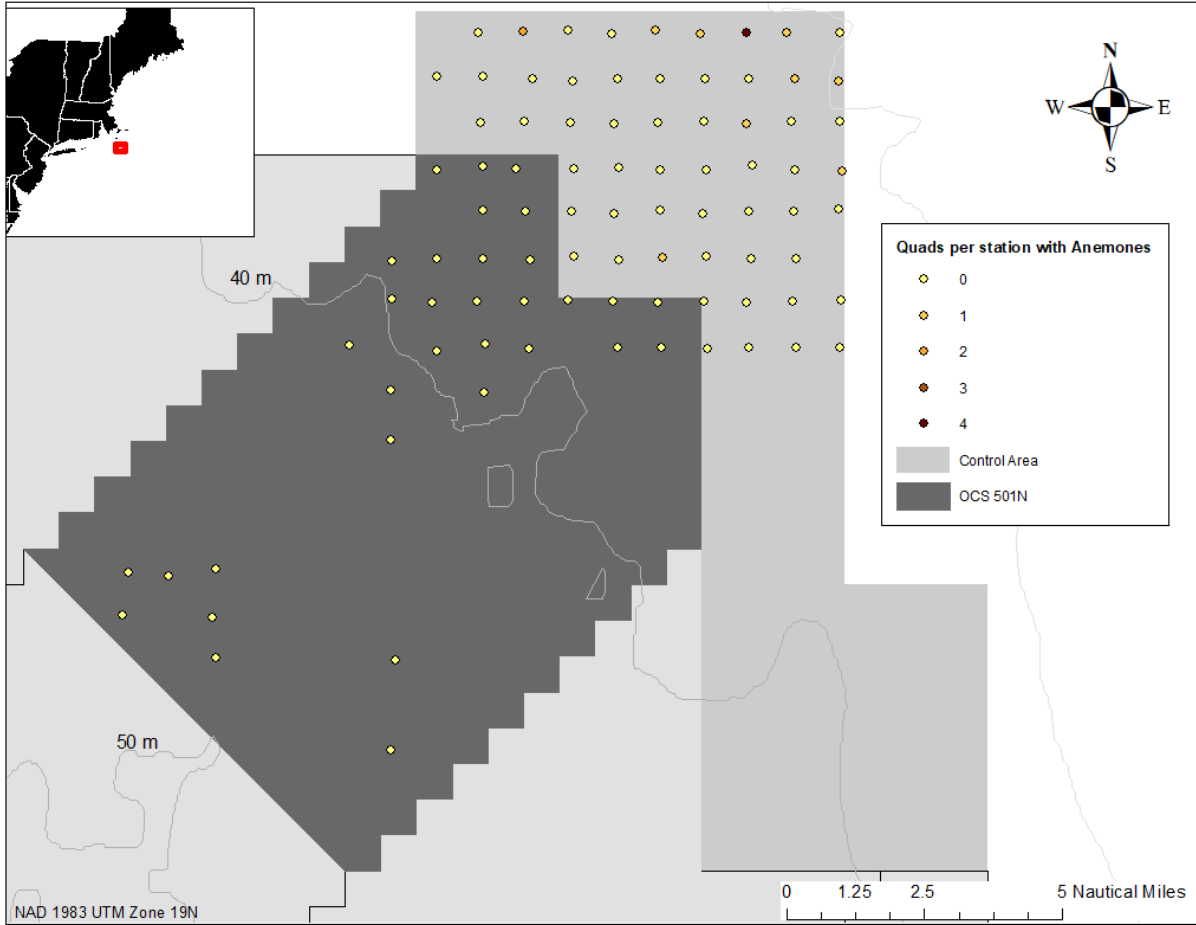 N
W
E
S
Quads per station with Anemones
0
1
2
3
4
Control Area
OCS 501N
40 m
50 m
0 1.25 2.5 5 Nautical Miles
NAD 1983 UTM Zone 19N